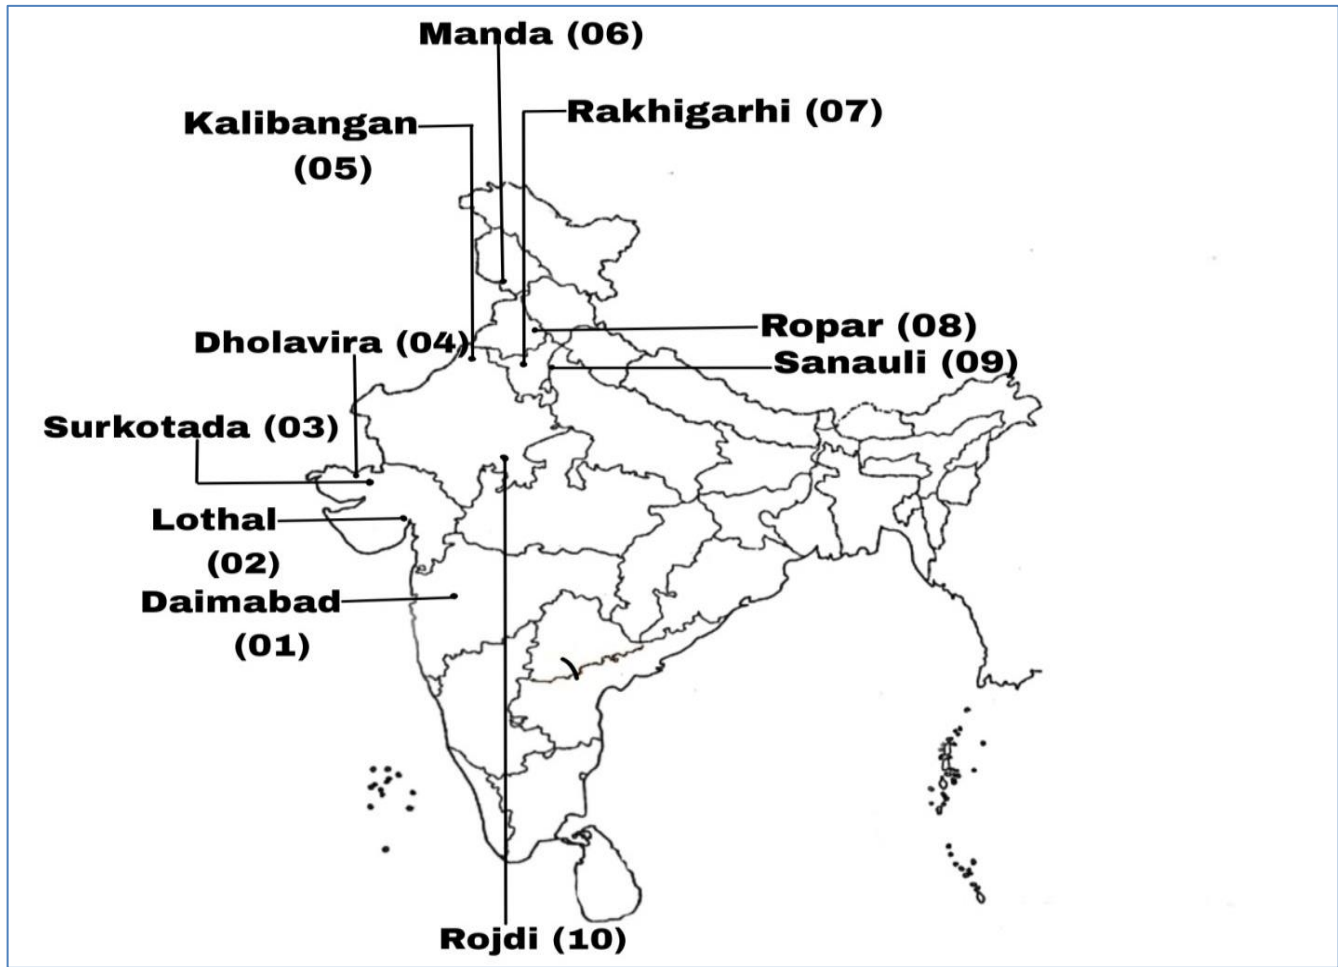 Manda (06)
Rakhigarhi (07)
Kalibangan
(05)
Ropar (08)
Dholavira (04)
Sanauli (09)
Surkotada (03)
Lothal
(02)
Daimabad
(01)
Rojdi (10)